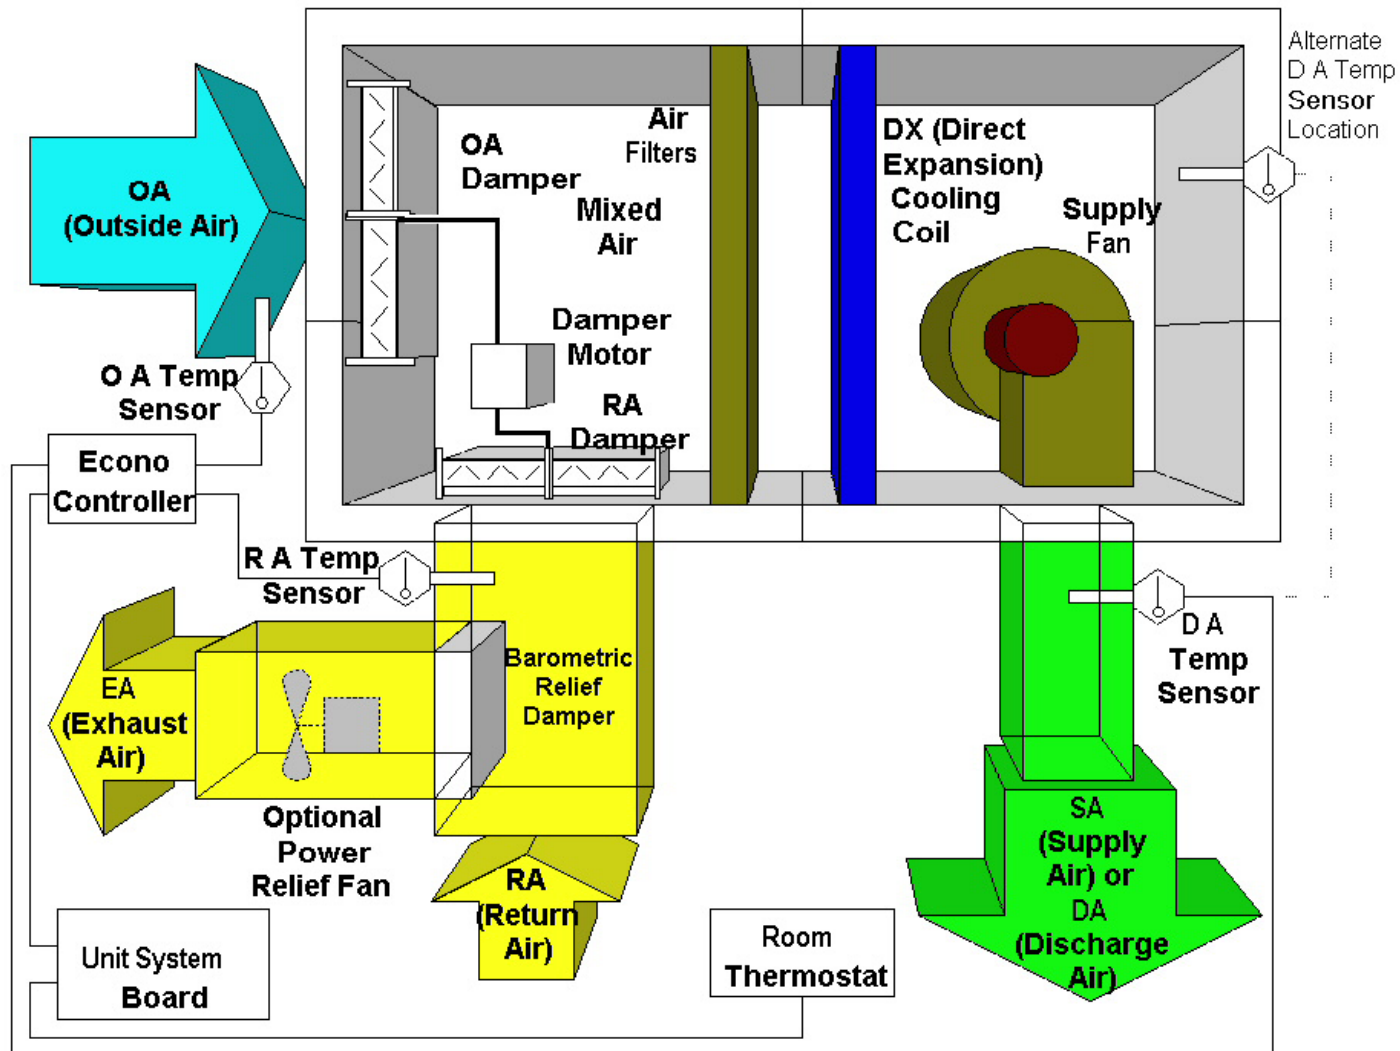 Alternate
D A Temp
Sensor
Location
OA
(Outside Air)
OA
Damper
Air
Filters
Mixed
Air
DX (Direct
Expansion)
Cooling
Coil
Supply
Fan
Damper
Motor
RA
Damper
O A Temp
Sensor
Econo
Controller
R A Temp
Sensor
Barometric
Relief
Damper
EA
(Exhaust
Air)
Optional
Power
Relief Fan
RA
(Return
Air)
D A
Temp
Sensor
SA
(Supply
Air) or
DA
(Discharge
Air)
Unit System
Board
Room
Thermostat